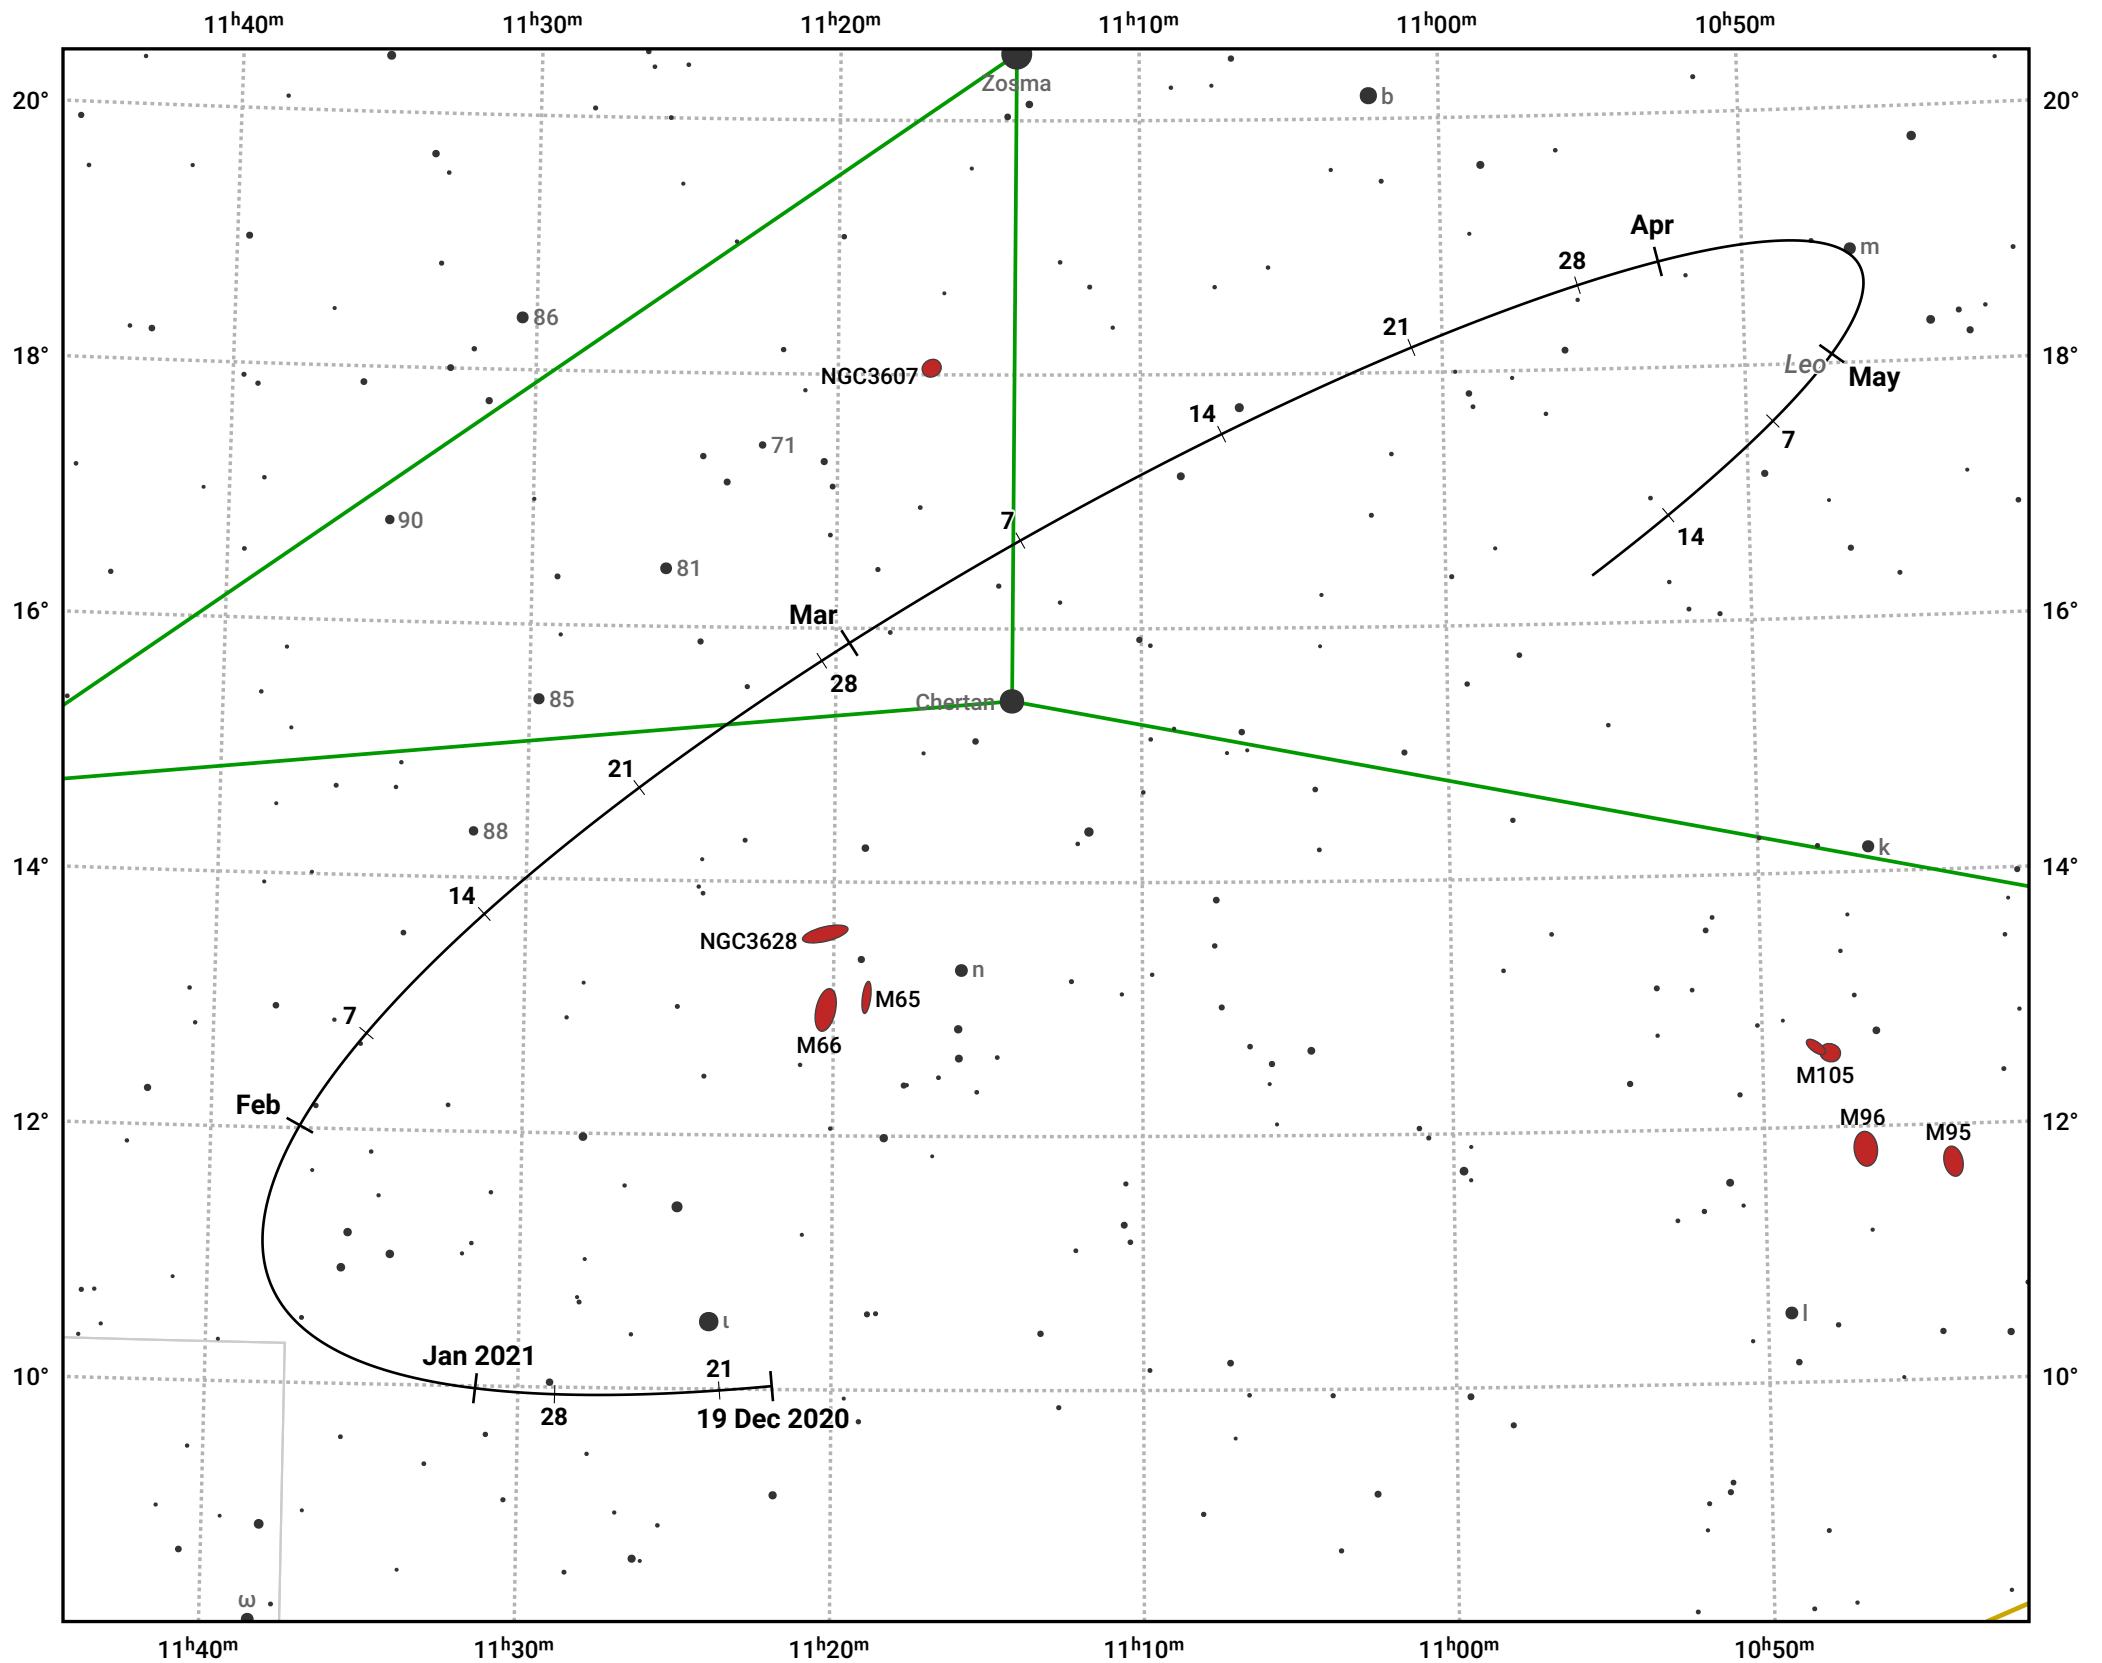 11ʰ40ᵐ 11ʰ30ᵐ 11ʰ20ᵐ 11ʰ10ᵐ 11ʰ00ᵐ 10ʰ50ᵐ
Zosma
20° b 20°
Apr
m
28
86
21
18° 18°
Leo
NGC3607 May
14
7
71
90 7
14
81
16° Mar 16°
28
85 Chertan
21
88
k
14° 14°
14
NGC3628
n
M65
7
M66
M105
Feb
12° M96 12°
M95
ι l
Jan 2021
21
10° 10°
28 19 Dec 2020
ω
11ʰ40ᵐ 11ʰ30ᵐ 11ʰ20ᵐ 11ʰ10ᵐ 11ʰ00ᵐ 10ʰ50ᵐ